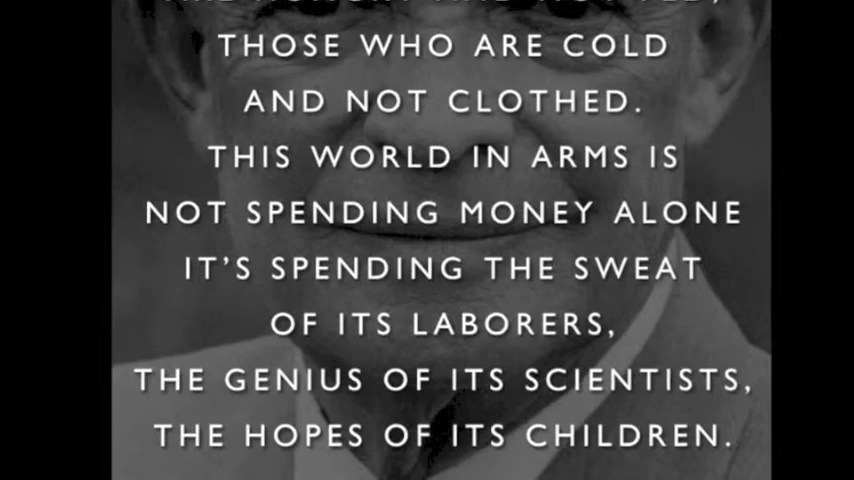 THOSE WHO ARE COLD
AND NOT CLOTHED.
THIS WORLD IN ARMS IS
NOT SPENDING MONEY ALONE
IT'S SPENDING THE SWEAT
OF ITS LABORERS,
THE GENIUS OF ITS SCIENTISTS,
THE HOPES OF ITS CHILDREN.